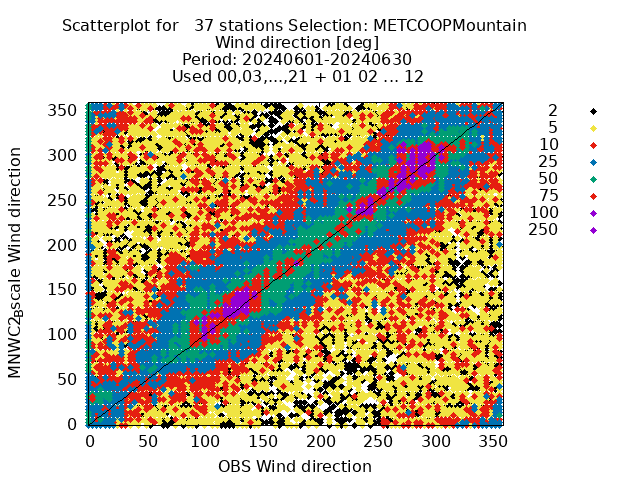 Scatterplot for 37 stations Selection: METCOOPMountain
Wind direction [deg]
Period: 20240601-20240630
Used 00,03,...,21 + 01 02 ... 12
350
300
250
200
150
100
50
0
MNWC2Bscale Wind direction
0 50 100 150 200 250 300 350
OBS Wind direction
2
5
10
25
50
75
100
250